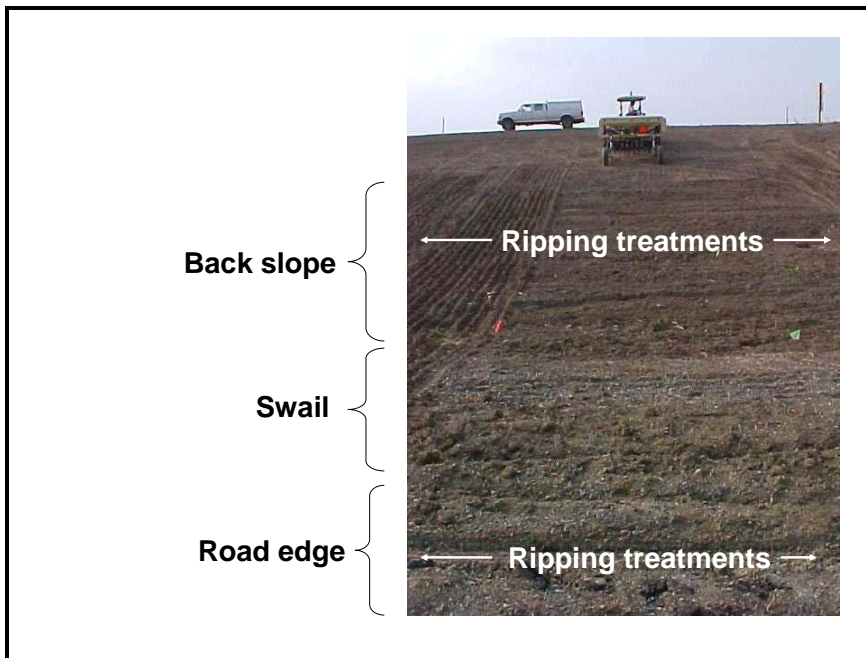 Ripping treatments
Back slope
Swail
Road edge
Ripping treatments